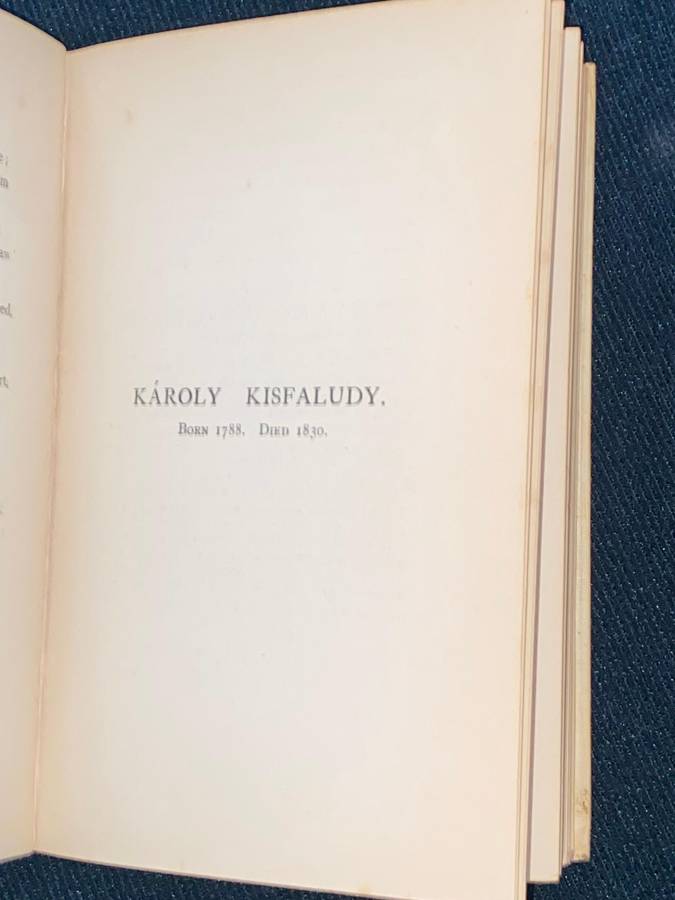 KÁROLY KISFALUDY.
BORN 1788. DIED 1830.